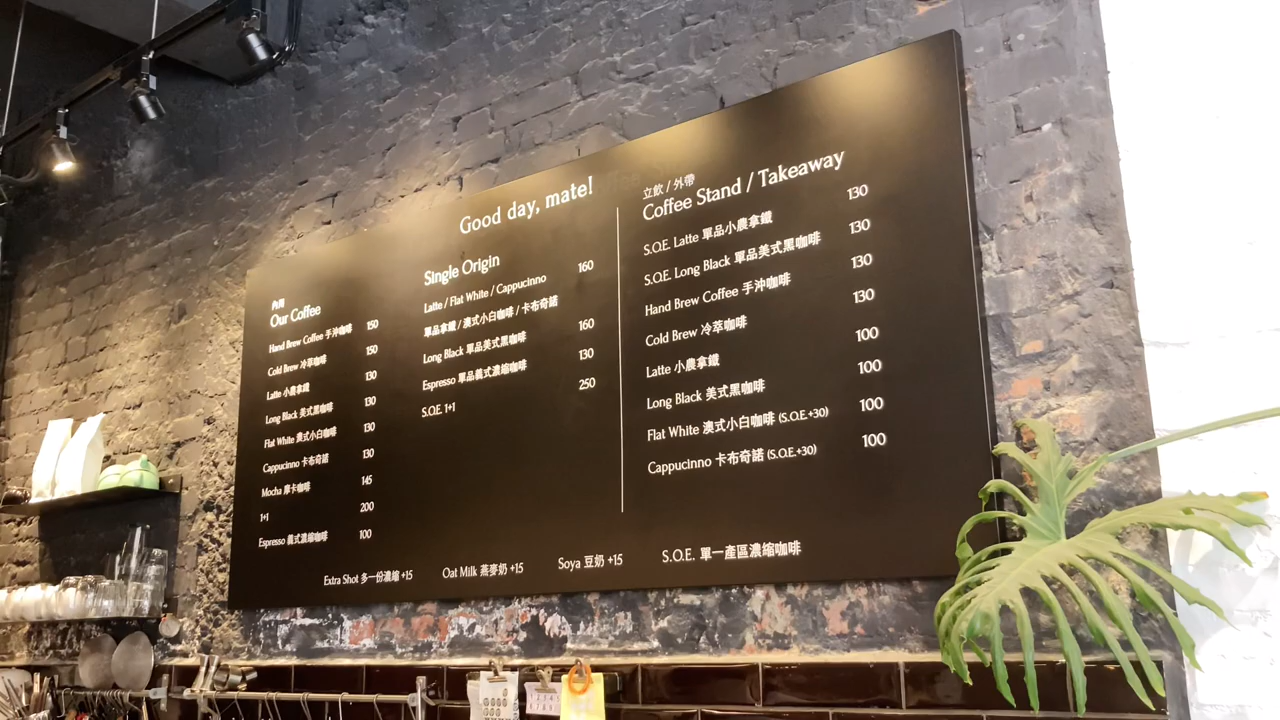 Good day, mate!
內用
Our Coffee
Hand Brew Coffee 手沖咖啡 150
Cold Brew 冷萃咖啡 150
Latte 小農拿鐵 130
Long Black 美式黑咖啡 130
Flat White 澳式小白咖啡 130
Cappucinno 卡布奇諾 130
Mocha 摩卡咖啡 145
1+1 200
Espresso 義式濃縮咖啡 100
Single Origin
Latte / Flat White / Cappucinno 160
單品拿鐵 / 澳式小白咖啡 / 卡布奇諾
Long Black 單品美式黑咖啡 160
Espresso 單品義式濃縮咖啡 130
S.O.E. 1+1 250
立飲 / 外帶
Coffee Stand / Takeaway
S.O.E. Latte 單品小農拿鐵 130
S.O.E. Long Black 單品美式黑咖啡 130
Hand Brew Coffee 手沖咖啡 130
Cold Brew 冷萃咖啡 130
Latte 小農拿鐵 100
Long Black 美式黑咖啡 100
Flat White 澳式小白咖啡 (S.O.E.+30) 100
Cappucinno 卡布奇諾 (S.O.E.+30) 100
Extra Shot 多一份濃縮 +15
Oat Milk 燕麥奶 +15
Soya 豆奶 +15
S.O.E. 單一產區濃縮咖啡